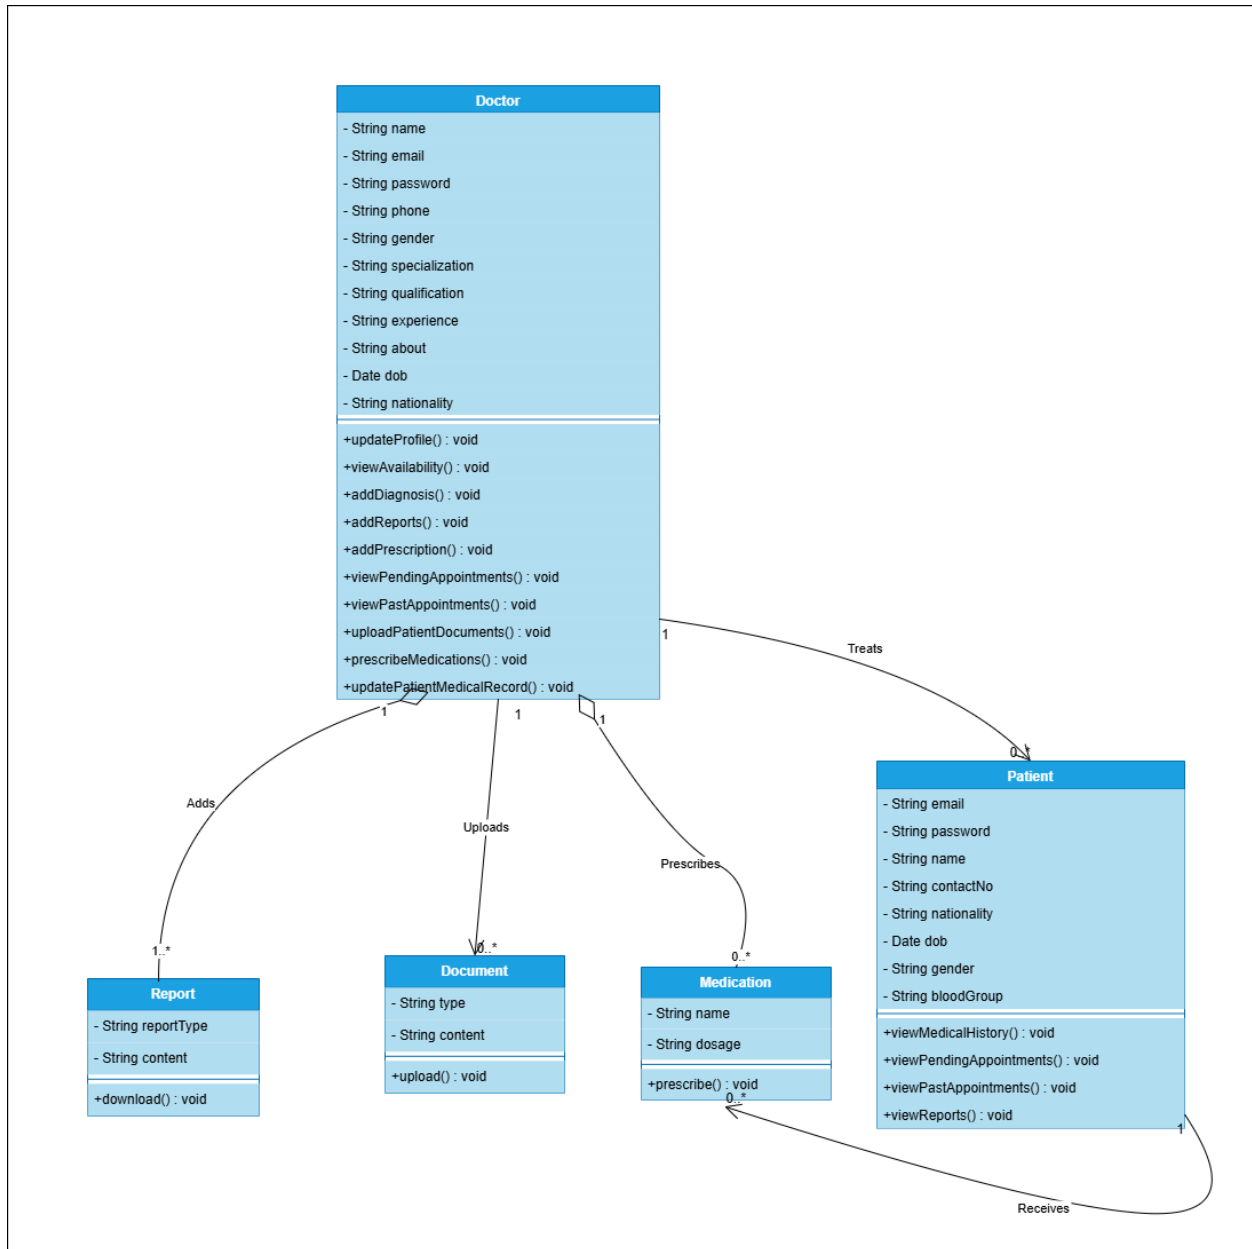 Doctor
- String name
- String email
- String password
- String phone
- String gender
- String specialization
- String qualification
- String experience
- String about
- Date dob
- String nationality
+updateProfile() : void
+viewAvailability() : void
+addDiagnosis() : void
+addReports() : void
+addPrescription() : void
+viewPendingAppointments() : void
+viewPastAppointments() : void
+uploadPatientDocuments() : void
+prescribeMedications() : void
+updatePatientMedicalRecord() : void
1
1
1
1
Treats
0..*
Adds
Uploads
Prescribes
1..*
0..*
0..*
Report
- String reportType
- String content
+download() : void
Document
- String type
- String content
+upload() : void
Medication
- String name
- String dosage
+prescribe() : void
0..*
Patient
- String email
- String password
- String name
- String contactNo
- String nationality
- Date dob
- String gender
- String bloodGroup
+viewMedicalHistory() : void
+viewPendingAppointments() : void
+viewPastAppointments() : void
+viewReports() : void
1
Receives